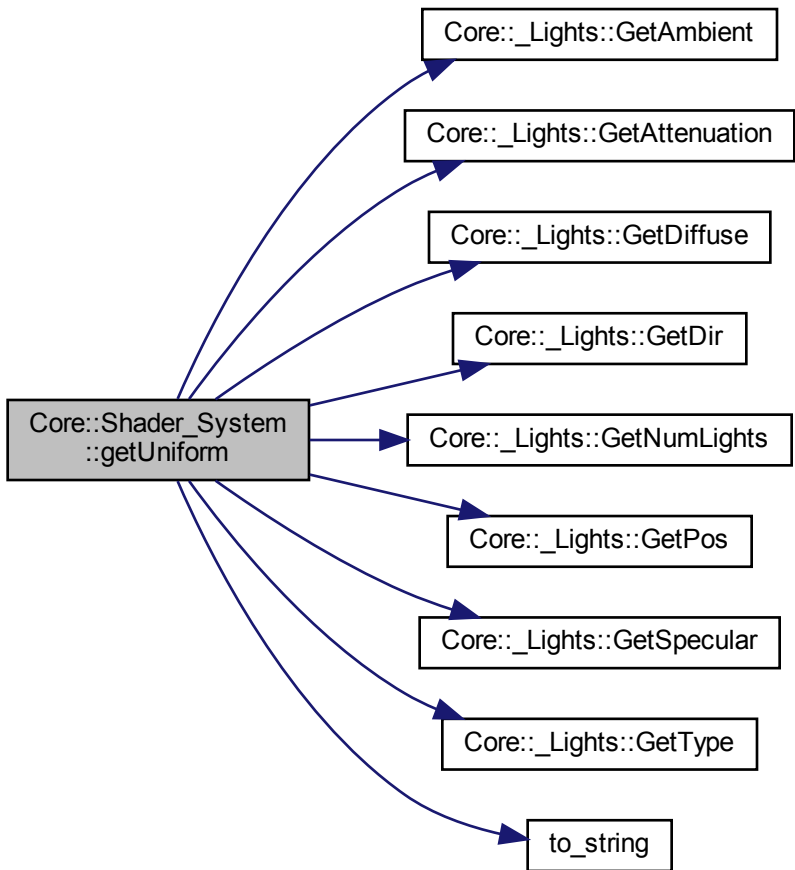 Core::_Lights::GetAmbient
Core::_Lights::GetAttenuation
Core::_Lights::GetDiffuse
Core::_Lights::GetDir
Core::Shader_System
::getUniform
Core::_Lights::GetNumLights
Core::_Lights::GetPos
Core::_Lights::GetSpecular
Core::_Lights::GetType
to_string